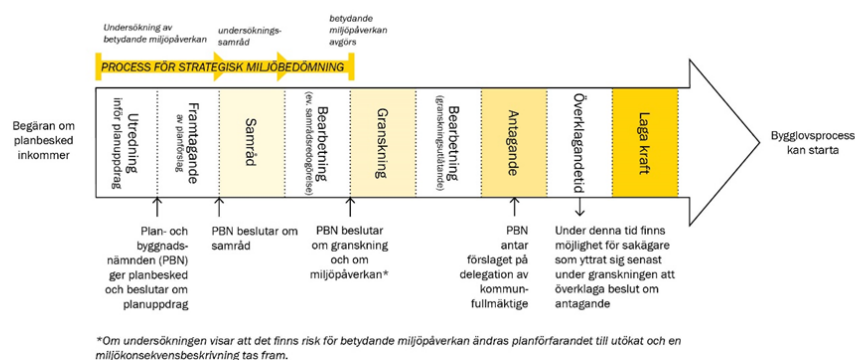 Undersökning av
betydande miljöpåverkan
undersöknings-
samråd
betydande
miljöpåverkan
avgörs
PROCESS FÖR STRATEGISK MILJÖBEDÖMNING
Begäran om
planbesked
inkommer
Utredning
inför planuppdrag
Framtagande
av planförslag
Samråd
Bearbetning
(ev. samrådsredogörelse)
Granskning
Bearbetning
(granskningsutlåtande)
Antagande
Överklagandetid
Laga kraft
Bygglovsprocess
kan starta
Plan- och
byggnads-
nämnden (PBN)
ger planbesked
och beslutar om
planuppdrag
PBN beslutar om
samråd
PBN beslutar
om granskning
och om
miljöpåverkan*
PBN
antar
förslaget på
delegation av
kommun-
fullmäktige
Under denna tid finns
möjlighet för sakägare
som yttrat sig senast
under granskningen att
överklaga beslut om
antagande
*Om undersökningen visar att det finns risk för betydande miljöpåverkan ändras planförfarandet till utökat och en
miljökonsekvensbeskrivning tas fram.